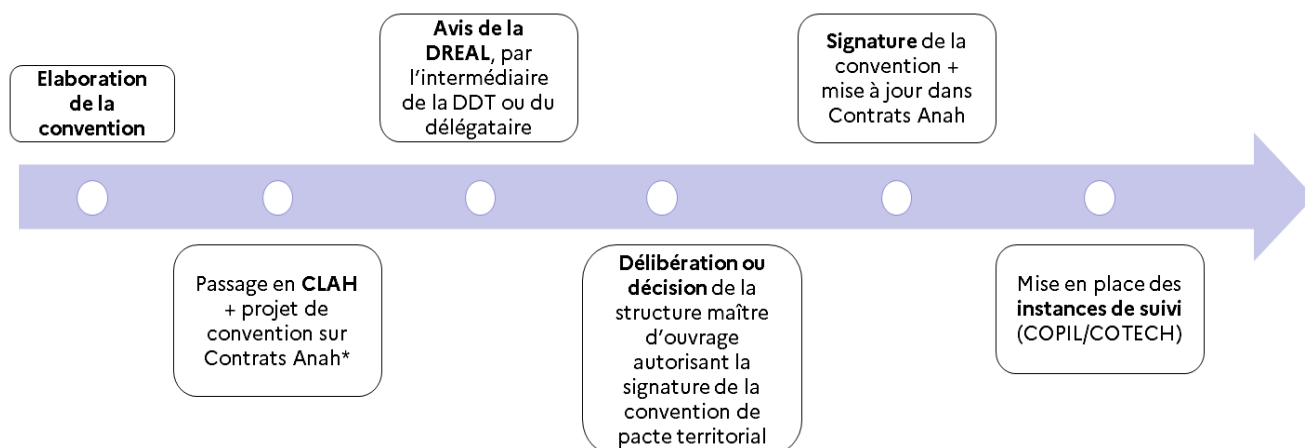 Elaboration
de la
convention
Passage en CLAH
+ projet de
convention sur
Contrats Anah*
Avis de la
DREAL, par
l'intermédiaire
de la DDT ou du
délégataire
Délibération ou
décision de la
structure maître
d'ouvrage
autorisant la
signature de la
convention de
pacte territorial
Signature de la
convention +
mise à jour dans
Contrats Anah
Mise en place des
instances de suivi
(COPIL/COTECH)